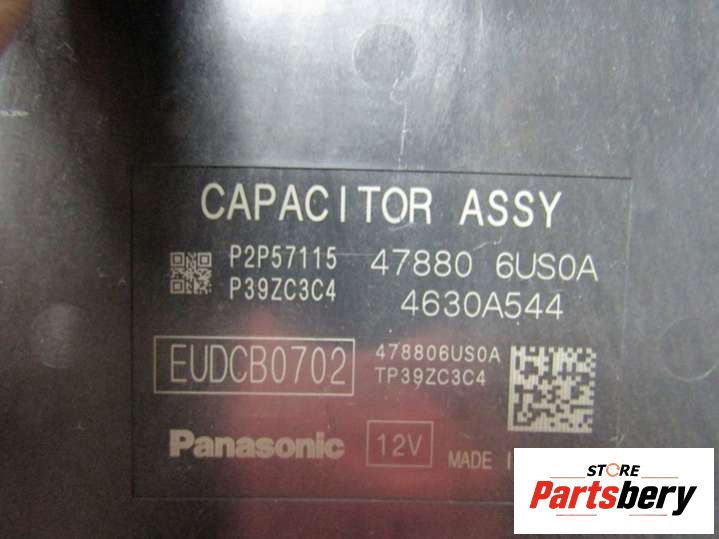 CAPACITOR ASSY
P2P57115 47880 6US0A
P39ZC3C4 4630A544
EUDCB0702 478806US0A
TP39ZC3C4
Panasonic 12V MADE
STORE
Partsbery